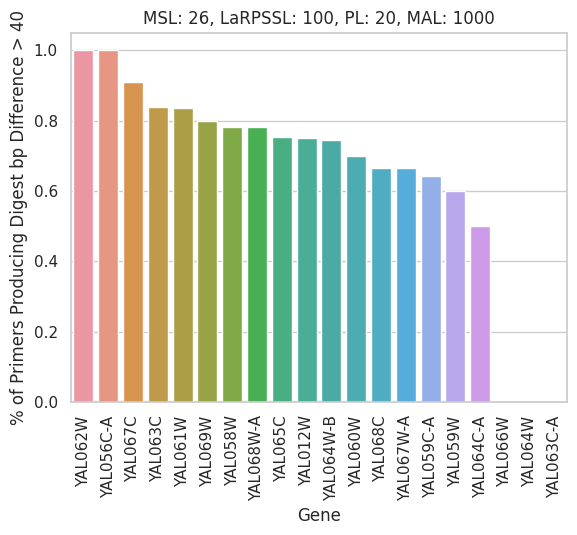 MSL: 26, LaRPSSL: 100, PL: 20, MAL: 1000
% of Primers Producing Digest bp Difference > 40
1.0
0.8
0.6
0.4
0.2
0.0
YAL062W
YAL056C-A
YAL067C
YAL063C
YAL061W
YAL069W
YAL058W
YAL068W-A
YAL065C
YAL012W
YAL064W-B
YAL060W
YAL068C
YAL067W-A
YAL059C-A
YAL059W
YAL064C-A
YAL066W
YAL064W
YAL063C-A
Gene